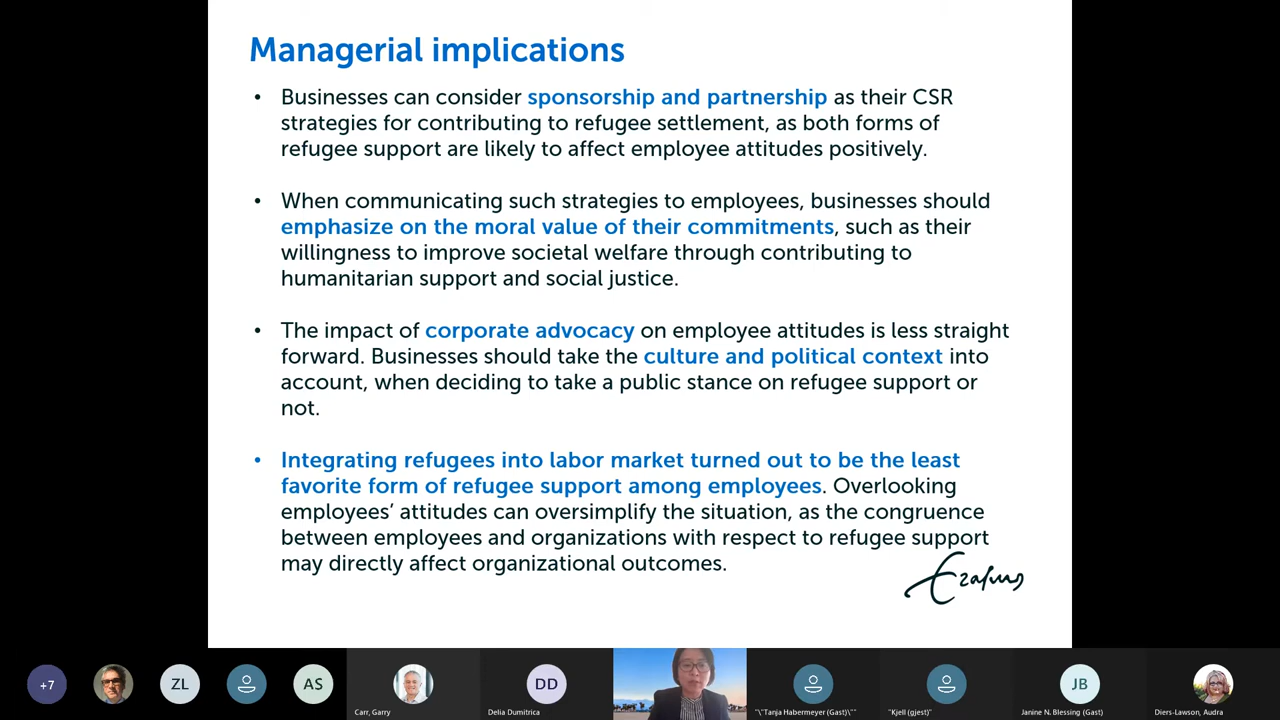 Managerial implications
• Businesses can consider sponsorship and partnership as their CSR
strategies for contributing to refugee settlement, as both forms of
refugee support are likely to affect employee attitudes positively.
• When communicating such strategies to employees, businesses should
emphasize on the moral value of their commitments, such as their
willingness to improve societal welfare through contributing to
humanitarian support and social justice.
• The impact of corporate advocacy on employee attitudes is less straight
forward. Businesses should take the culture and political context into
account, when deciding to take a public stance on refugee support or
not.
• Integrating refugees into labor market turned out to be the least
favorite form of refugee support among employees. Overlooking
employees’ attitudes can oversimplify the situation, as the congruence
between employees and organizations with respect to refugee support
may directly affect organizational outcomes.
Erasmus
+7
ZL
AS
DD
JB
Carr, Garry
Delia Dumitrica
"\"Tanja Habermeyer (Gast)\""
"Kjell (gjest)"
Janine N. Blessing (Gast)
Diers-Lawson, Audra